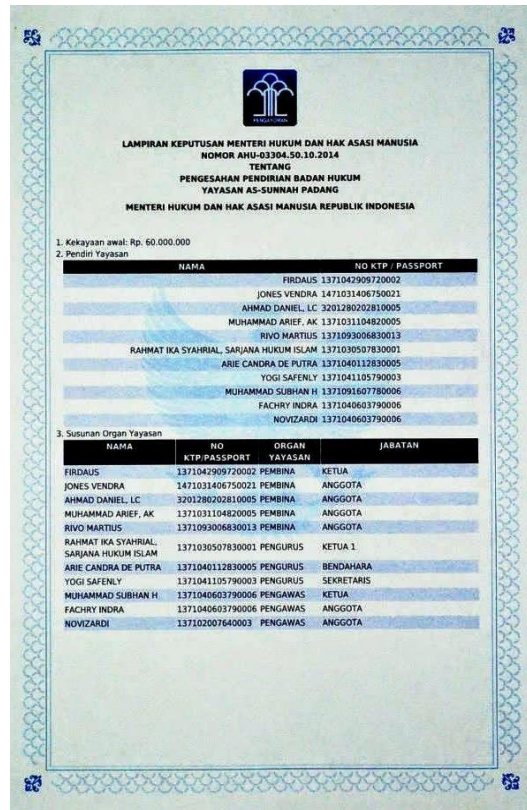 PENGAYOMAN
LAMPIRAN KEPUTUSAN MENTERI HUKUM DAN HAK ASASI MANUSIA
NOMOR AHU-03304.50.10.2014
TENTANG
PENGESAHAN PENDIRIAN BADAN HUKUM
YAYASAN AS-SUNNAH PADANG
MENTERI HUKUM DAN HAK ASASI MANUSIA REPUBLIK INDONESIA
1. Kekayaan awal: Rp. 60.000.000
2. Pendiri Yayasan
NAMA NO KTP / PASSPORT
FIRDAUS 1371042909720002
JONES VENDRA 1471031406750021
AHMAD DANIEL, LC 3201280202810005
MUHAMMAD ARIEF, AK 1371031104820005
RIVO MARTIUS 1371093006830013
RAHMAT IKA SYAHRIAL, SARJANA HUKUM ISLAM 1371030507830001
ARIE CANDRA DE PUTRA 1371040112830005
YOGI SAFENLY 1371041105790003
MUHAMMAD SUBHAN H 1371091607780006
FACHRY INDRA 1371040603790006
NOVIZARDI 1371040603790006
3. Susunan Organ Yayasan
NAMA NO KTP/PASSPORT ORGAN YAYASAN JABATAN
FIRDAUS 1371042909720002 PEMBINA KETUA
JONES VENDRA 1471031406750021 PEMBINA ANGGOTA
AHMAD DANIEL, LC 3201280202810005 PEMBINA ANGGOTA
MUHAMMAD ARIEF, AK 1371031104820005 PEMBINA ANGGOTA
RIVO MARTIUS 1371093006830013 PEMBINA ANGGOTA
RAHMAT IKA SYAHRIAL, SARJANA HUKUM ISLAM 1371030507830001 PENGURUS KETUA 1
ARIE CANDRA DE PUTRA 1371040112830005 PENGURUS BENDAHARA
YOGI SAFENLY 1371041105790003 PENGURUS SEKRETARIS
MUHAMMAD SUBHAN H 1371040603790006 PENGAWAS KETUA
FACHRY INDRA 1371040603790006 PENGAWAS ANGGOTA
NOVIZARDI 137102007640003 PENGAWAS ANGGOTA